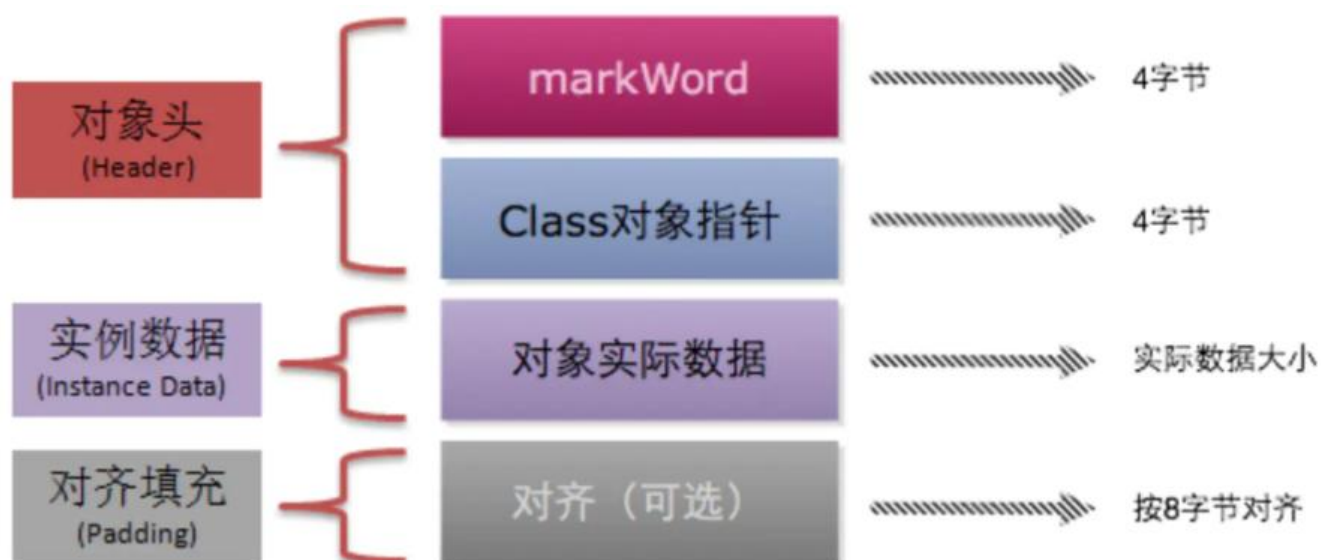 对象头
(Header)
markWord
4字节
Class对象指针
4字节
实例数据
(Instance Data)
对象实际数据
实际数据大小
对齐填充
(Padding)
对齐（可选）
按8字节对齐